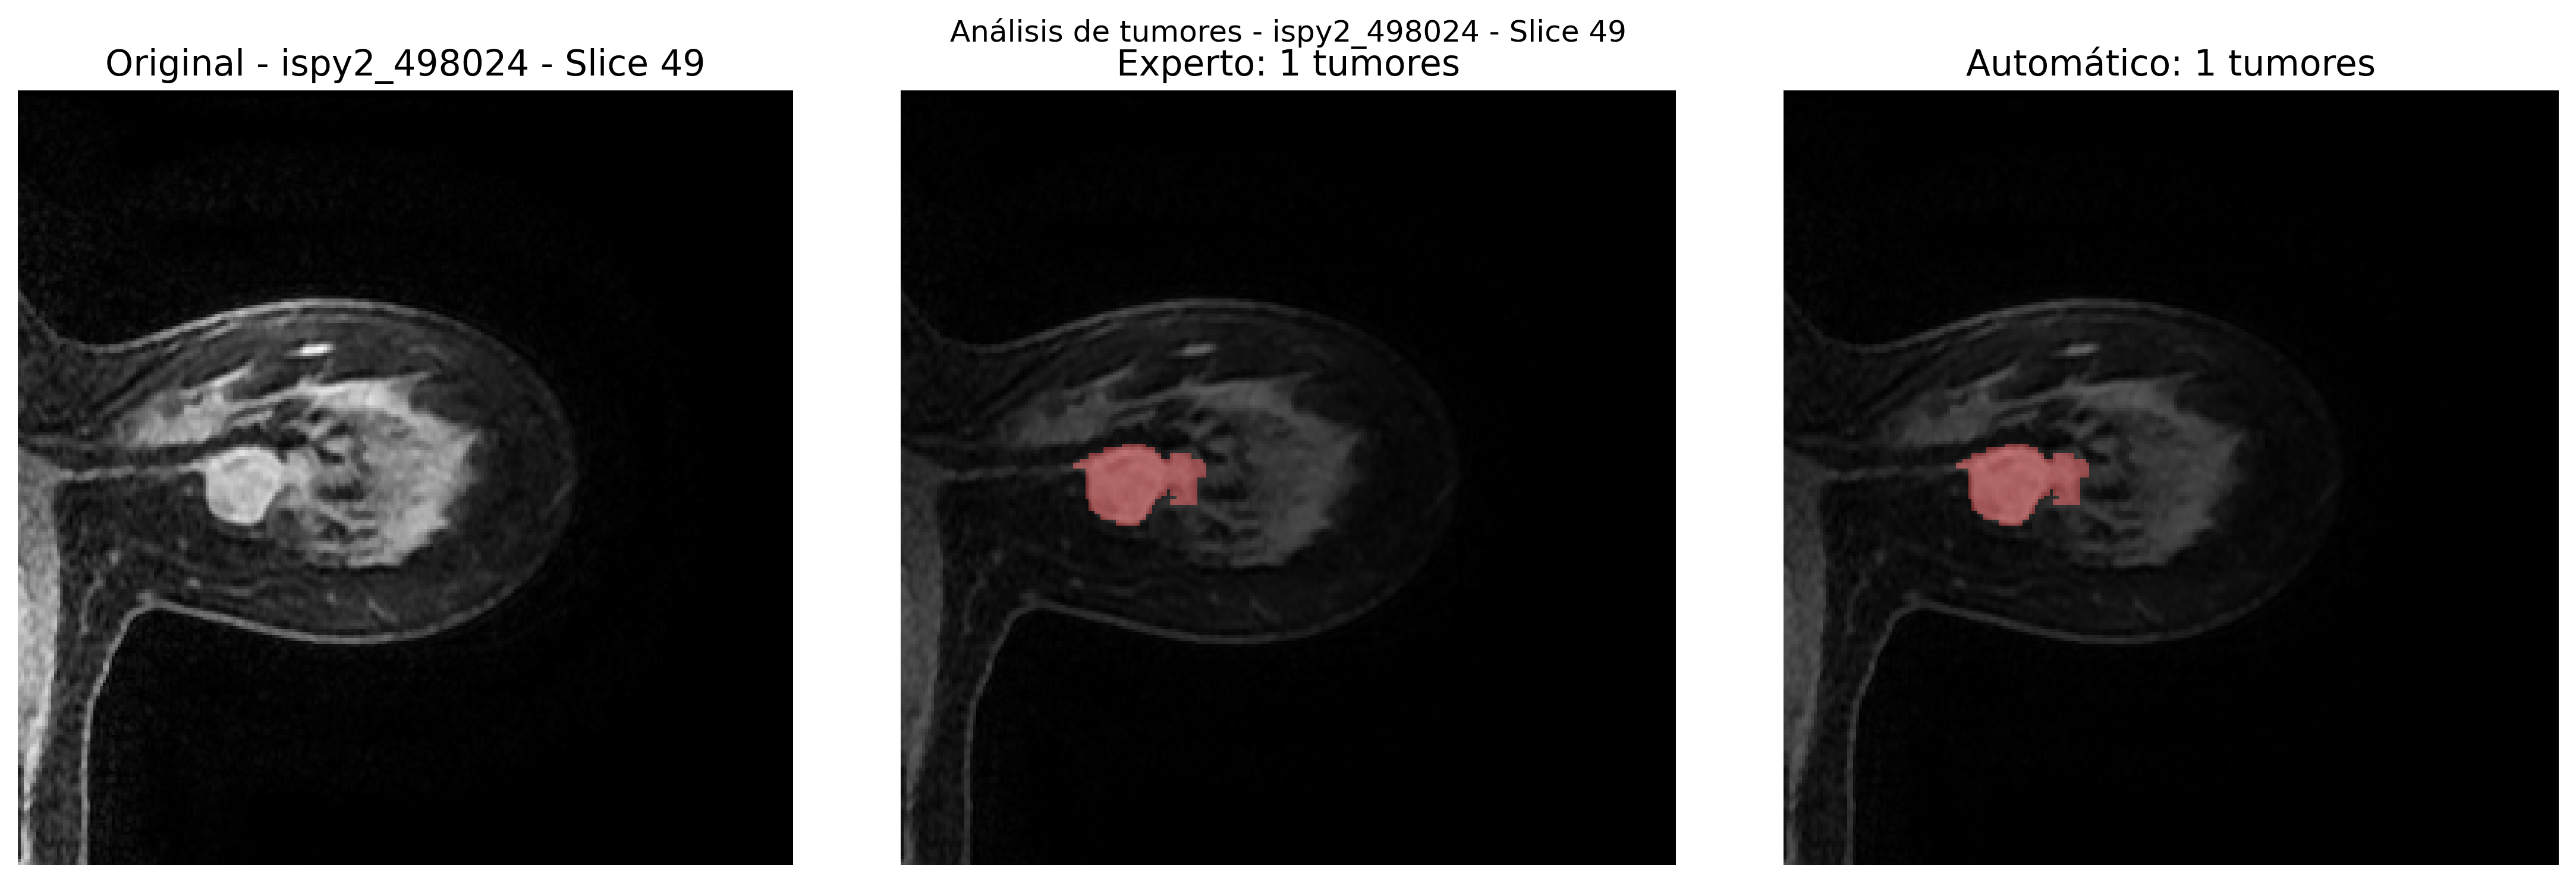 Análisis de tumores - ispy2_498024 - Slice 49
Original - ispy2_498024 - Slice 49
Experto: 1 tumores
Automático: 1 tumores